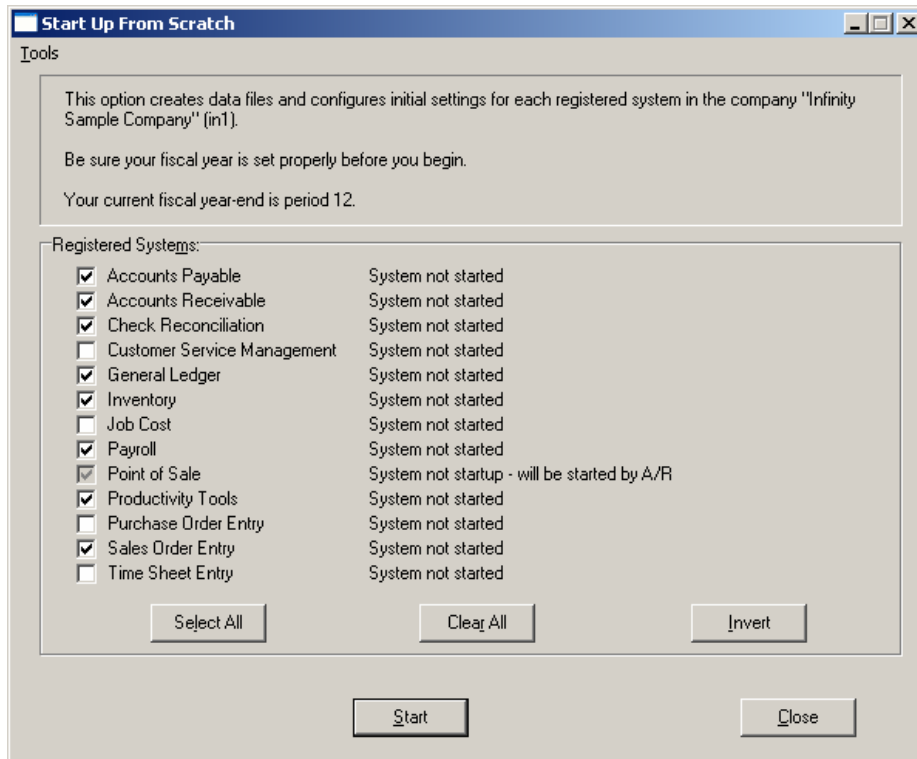 Start Up From Scratch
Tools
This option creates data files and configures initial settings for each registered system in the company "Infinity
Sample Company" (in1).
Be sure your fiscal year is set properly before you begin.
Your current fiscal year-end is period 12.
Registered Systems:
Accounts Payable System not started
Accounts Receivable System not started
Check Reconciliation System not started
Customer Service Management System not started
General Ledger System not started
Inventory System not started
Job Cost System not started
Payroll System not started
Point of Sale System not startup - will be started by A/R
Productivity Tools System not started
Purchase Order Entry System not started
Sales Order Entry System not started
Time Sheet Entry System not started
Select All Clear All Invert
Start Close